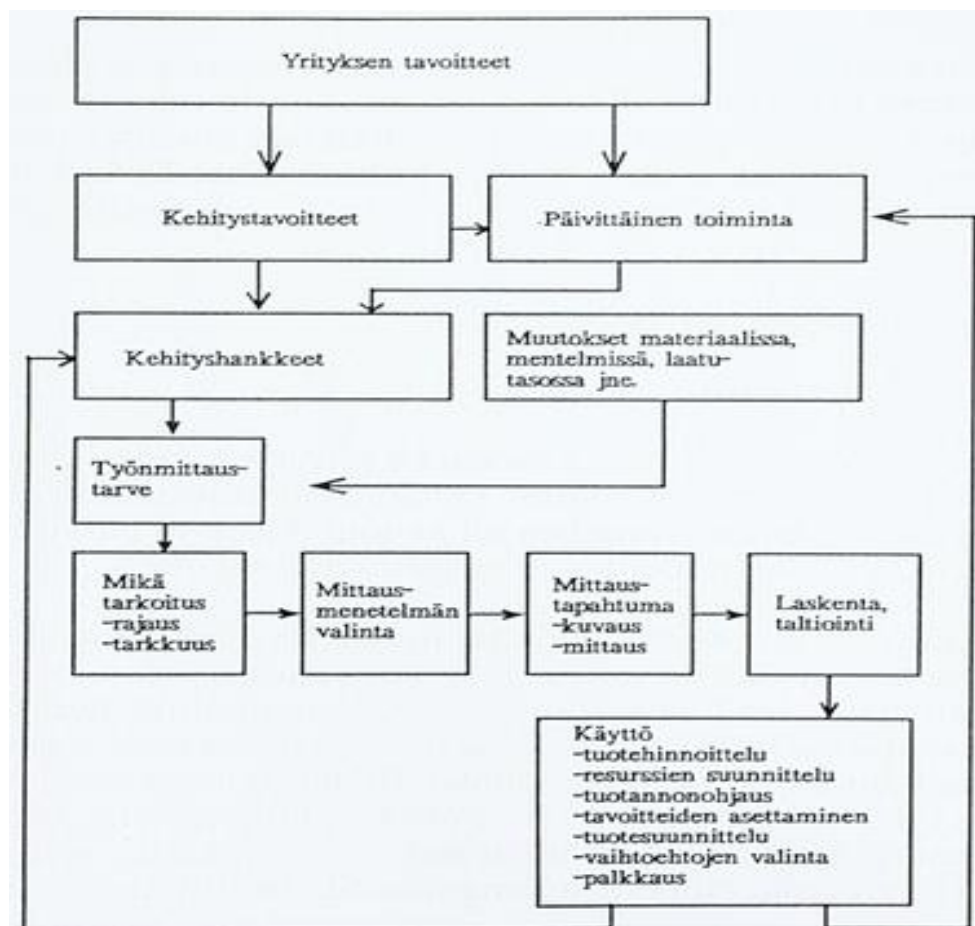 Yrityksen tavoitteet
Kehitystavoitteet
Päivittäinen toiminta
Kehityshankkeet
Muutokset materiaalissa,
mentelmissä, laatu-
tasossa jne.
Työnmittaus-
tarve
Mikä
tarkoitus
-rajaus
-tarkkuus
Mittaus-
menetelmän
valinta
Mittaus-
tapahtuma
-kuvaus
-mittaus
Laskenta,
taltiointi
Käyttö
-tuotehinnoittelu
-resurssien suunnittelu
-tuotannonohjaus
-tavoitteiden asettaminen
-tuotesuunnittelu
-vaihtoehtojen valinta
-palkkaus